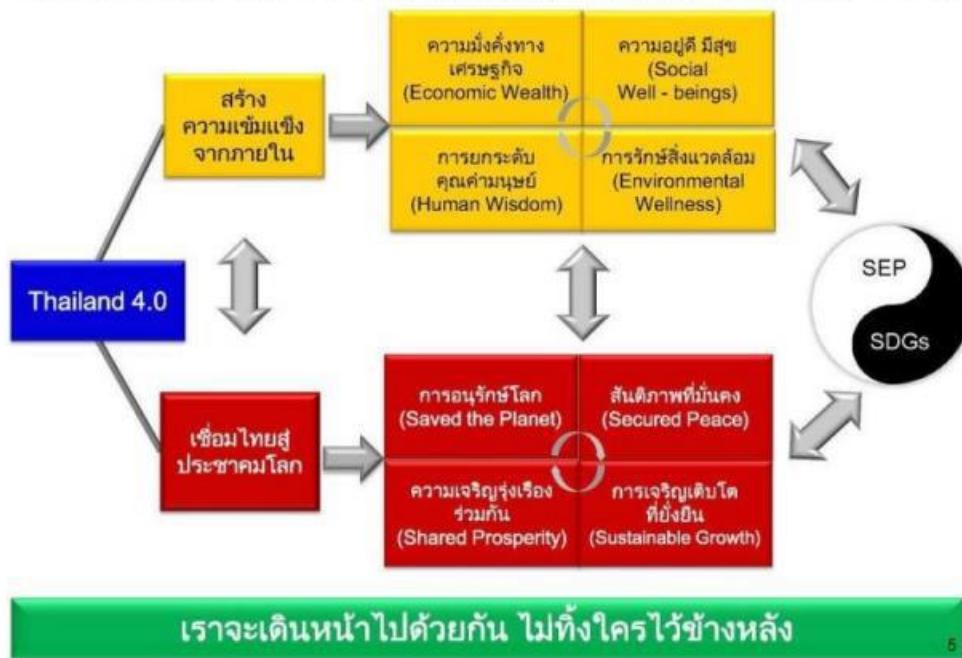 ความมั่งคั่งทาง
เศรษฐกิจ
(Economic Wealth)
ความอยู่ดี มีสุข
(Social
Well - beings)
สร้าง
ความเข้มแข็ง
จากภายใน
การยกระดับ
คุณค่ามนุษย์
(Human Wisdom)
การรักษ์สิ่งแวดล้อม
(Environmental
Wellness)
Thailand 4.0
SEP
SDGs
การอนุรักษ์โลก
(Saved the Planet)
สันติภาพที่มั่นคง
(Secured Peace)
เชื่อมไทยสู่
ประชาคมโลก
ความเจริญรุ่งเรือง
ร่วมกัน
(Shared Prosperity)
การเจริญเติบโต
ที่ยั่งยืน
(Sustainable Growth)
เราจะเดินหน้าไปด้วยกัน ไม่ทิ้งใครไว้ข้างหลัง
5